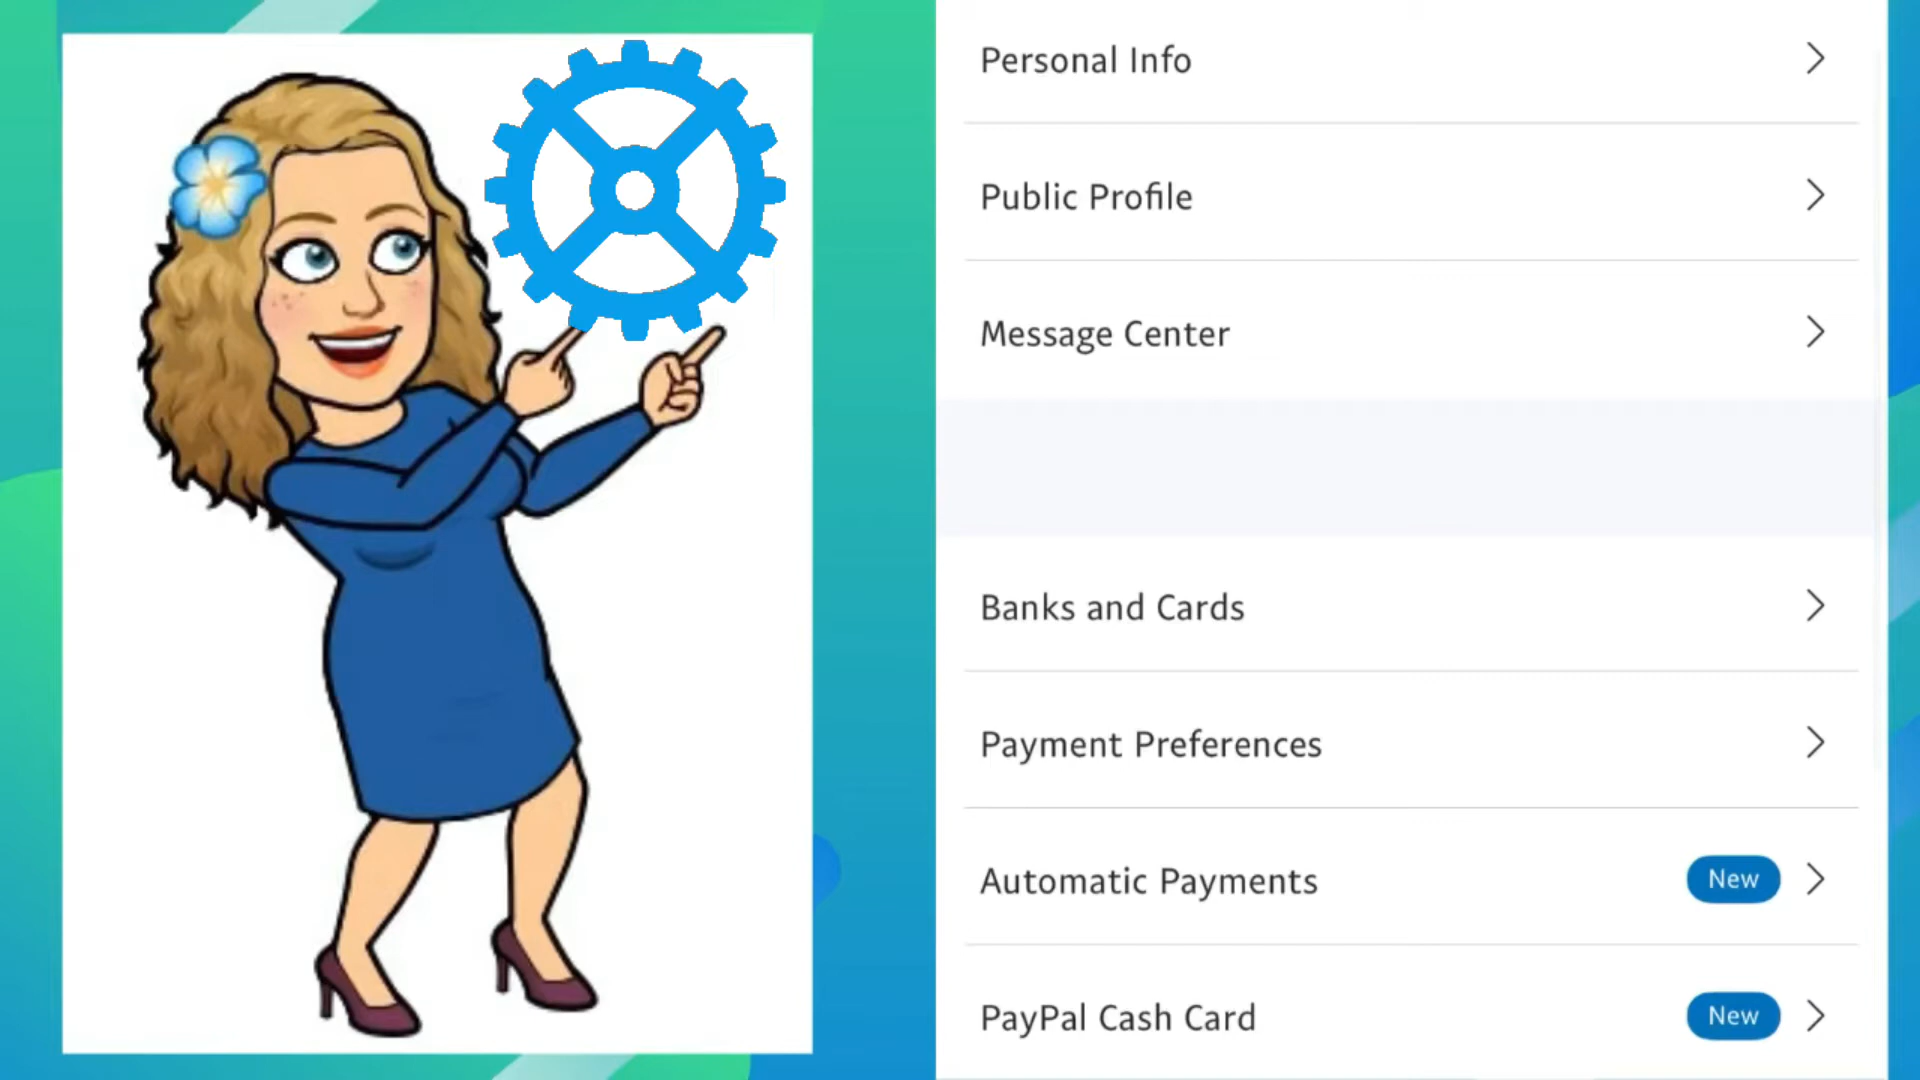 Personal Info
Public Profile
Message Center
Banks and Cards
Payment Preferences
Automatic Payments New
PayPal Cash Card New